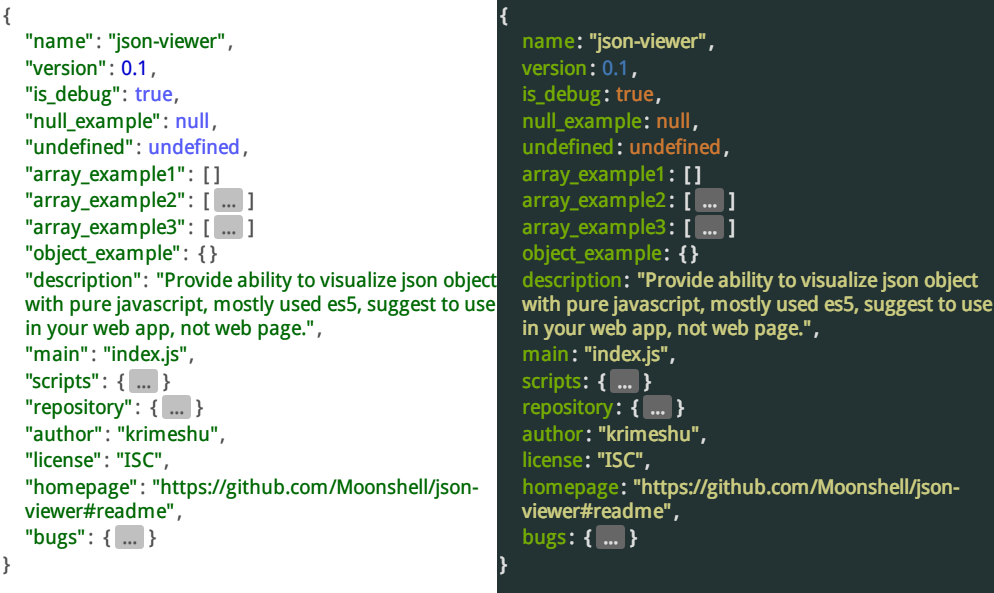 {
"name": "json-viewer",
"version": 0.1,
"is_debug": true,
"null_example": null,
"undefined": undefined,
"array_example1": []
"array_example2": [ ... ]
"array_example3": [ ... ]
"object_example": {}
"description": "Provide ability to visualize json object
with pure javascript, mostly used es5, suggest to use
in your web app, not web page.",
"main": "index.js",
"scripts": { ... }
"repository": { ... }
"author": "krimeshu",
"license": "ISC",
"homepage": "https://github.com/Moonshell/json-
viewer#readme",
"bugs": { ... }
}
{
name: "json-viewer",
version: 0.1,
is_debug: true,
null_example: null,
undefined: undefined,
array_example1: []
array_example2: [ ... ]
array_example3: [ ... ]
object_example: {}
description: "Provide ability to visualize json object
with pure javascript, mostly used es5, suggest to use
in your web app, not web page.",
main: "index.js",
scripts: { ... }
repository: { ... }
author: "krimeshu",
license: "ISC",
homepage: "https://github.com/Moonshell/json-
viewer#readme",
bugs: { ... }
}